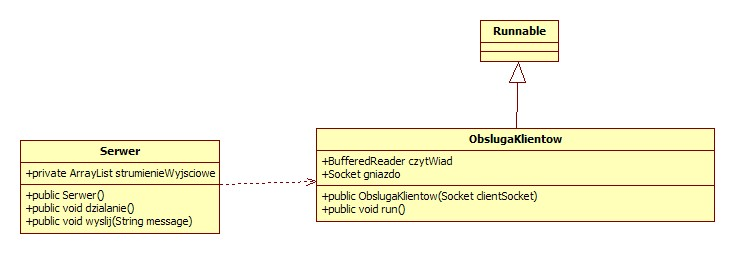 Runnable
Serwer
+private ArrayList strumienieWyjsciowe
+public Serwer()
+public void dzialanie()
+public void wyslij(String message)
ObslugaKlientow
+BufferedReader czytWiad
+Socket gniazdo
+public ObslugaKlientow(Socket clientSocket)
+public void run()